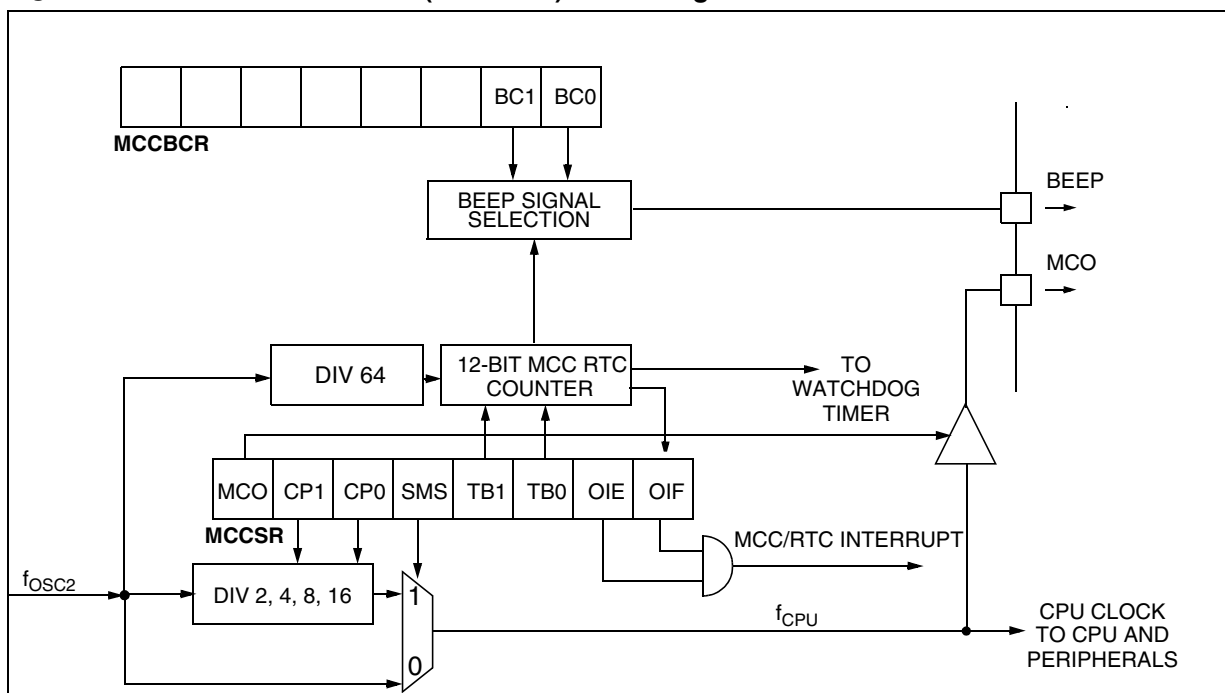 BC1 BC0
MCCBCR
BEEP SIGNAL
SELECTION
BEEP
MCO
DIV 64
12-BIT MCC RTC
COUNTER
TO
WATCHDOG
TIMER
MCO CP1 CP0 SMS TB1 TB0 OIE OIF
MCCSR
MCC/RTC INTERRUPT
fOSC2
DIV 2, 4, 8, 16
1
0
fCPU
CPU CLOCK
TO CPU AND
PERIPHERALS